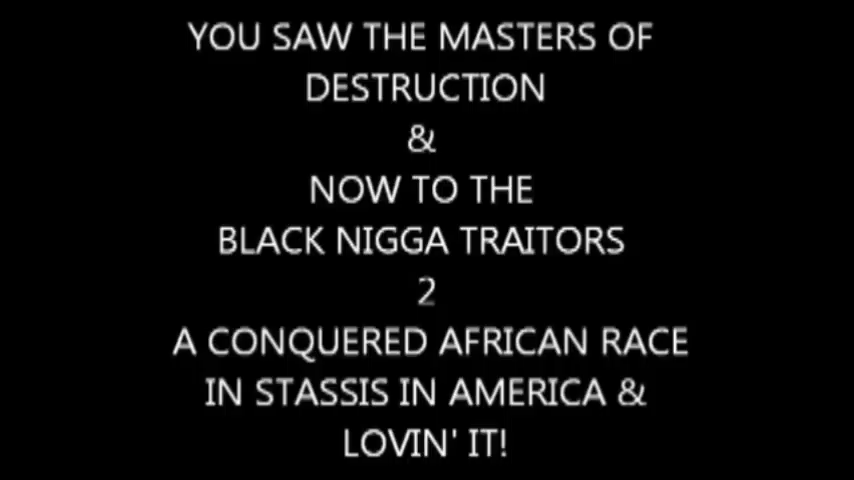 YOU SAW THE MASTERS OF
DESTRUCTION
&
NOW TO THE
BLACK NIGGA TRAITORS
2
A CONQUERED AFRICAN RACE
IN STASSIS IN AMERICA &
LOVIN' IT!